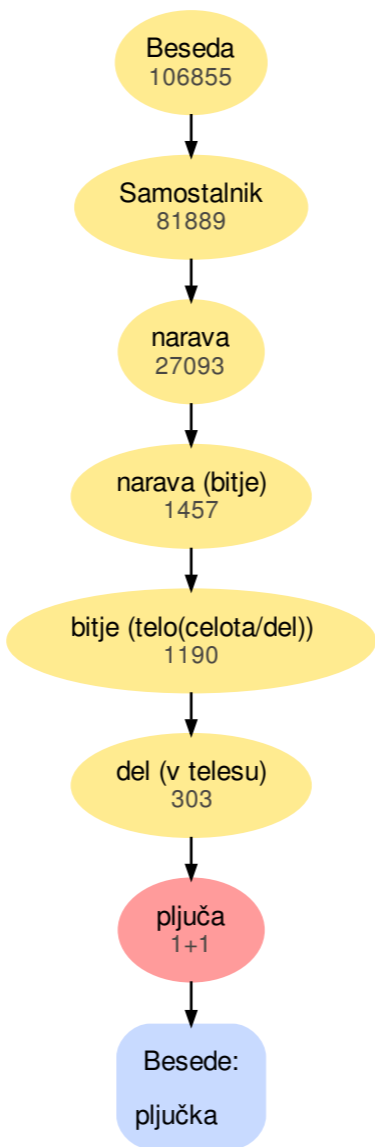 Beseda
106855
Samostalnik
81889
narava
27093
narava (bitje)
1457
bitje (telo(celota/del))
1190
del (v telesu)
303
pljuča
1+1
Besede:
pljučka